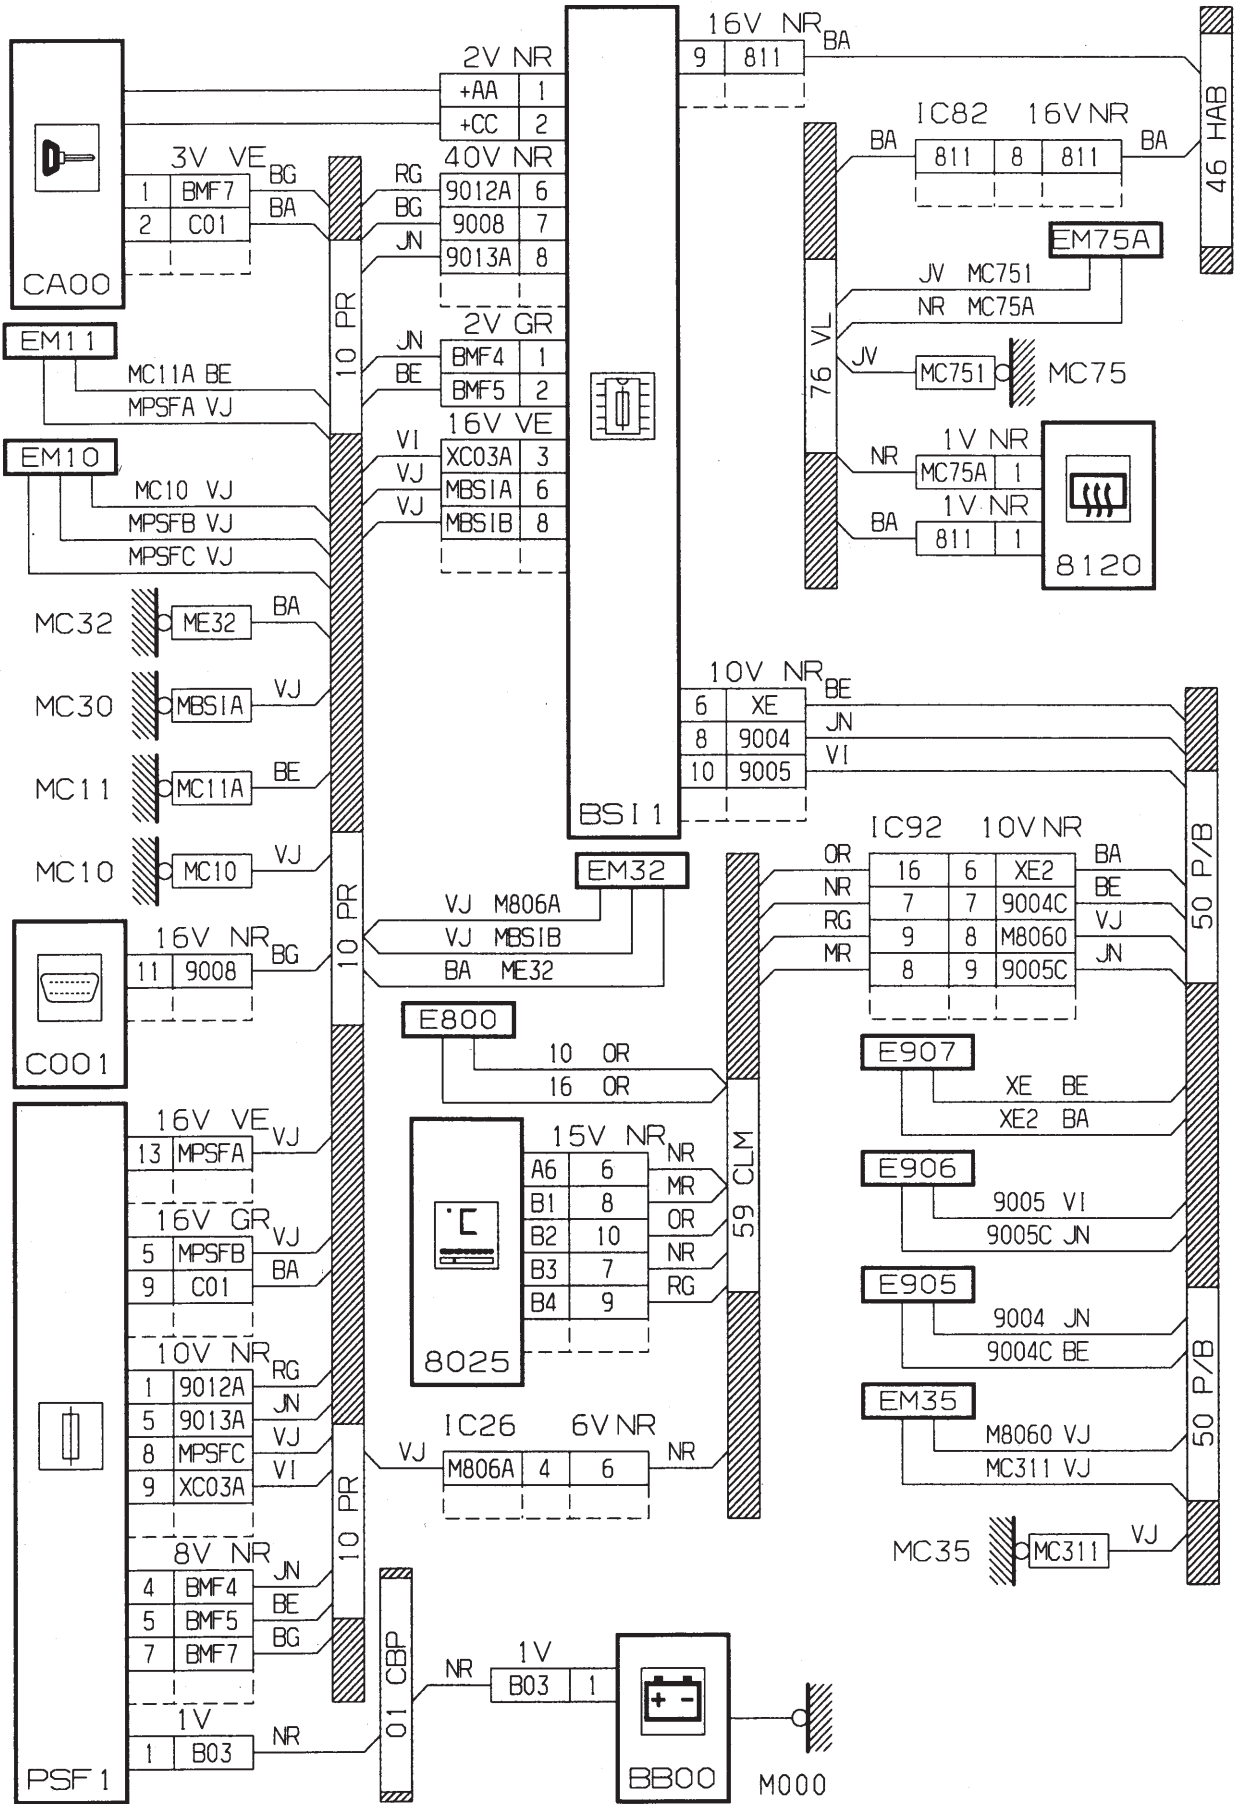 16V NR
9 811
BA
2V NR
+AA 1
+CC 2
46 HAB
IC82 16V NR
BA 811 8 811 BA
3V VE
1 BMF7 BG
2 C01 BA
CA00
40V NR
RG 9012A 6
BG 9008 7
JN 9013A 8
EM75A
JV MC751
NR MC75A
76 VL
JV MC751 MC75
10 PR
2V GR
JN BMF4 1
BE BMF5 2
EM11
MC11A BE
MPSFA VJ
16V VE
VI XC03A 3
VJ MBSIA 6
VJ MBSIB 8
1V NR
NR MC75A 1
1V NR
BA 811 1
8120
EM10
MC10 VJ
MPSFB VJ
MPSFC VJ
MC32 ME32 BA
MC30 MBSIA VJ
MC11 MC11A BE
MC10 MC10 VJ
10V NR
6 XE BE
8 9004 JN
10 9005 VI
BSI1
50 P/B
IC92 10V NR
OR 16 6 XE2 BA
NR 7 7 9004C BE
RG 9 8 M8060 VJ
MR 8 9 9005C JN
EM32
VJ M806A
VJ MBSIB
BA ME32
10 PR
16V NR
11 9008 BG
C001
E800
10 OR
16 OR
E907
XE BE
XE2 BA
59 CLM
15V NR
A6 6 NR
B1 8 MR
B2 10 OR
B3 7 NR
B4 9 RG
°C
8025
E906
9005 VI
9005C JN
E905
9004 JN
9004C BE
50 P/B
EM35
M8060 VJ
MC311 VJ
MC35 MC311 VJ
16V VE
13 MPSFA VJ
16V GR
5 MPSFB VJ
9 C01 BA
10V NR
1 9012A RG
5 9013A JN
8 MPSFC VJ
9 XC03A VI
10 PR
IC26 6V NR
VJ M806A 4 6 NR
8V NR
4 BMF4 JN
5 BMF5 BE
7 BMF7 BG
1V
1 B03 NR
PSF1
01 CBP
1V
NR B03 1
+ -
BB00
M000